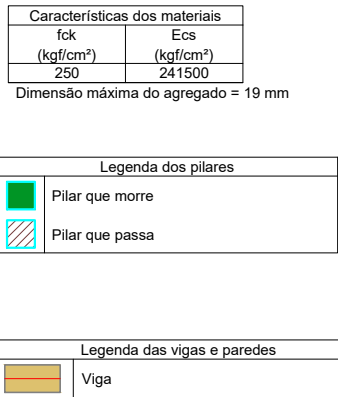 Características dos materiais
fck Ecs
(kgf/cm²) (kgf/cm²)
250 241500
Dimensão máxima do agregado = 19 mm
Legenda dos pilares
Pilar que morre
Pilar que passa
Legenda das vigas e paredes
Viga